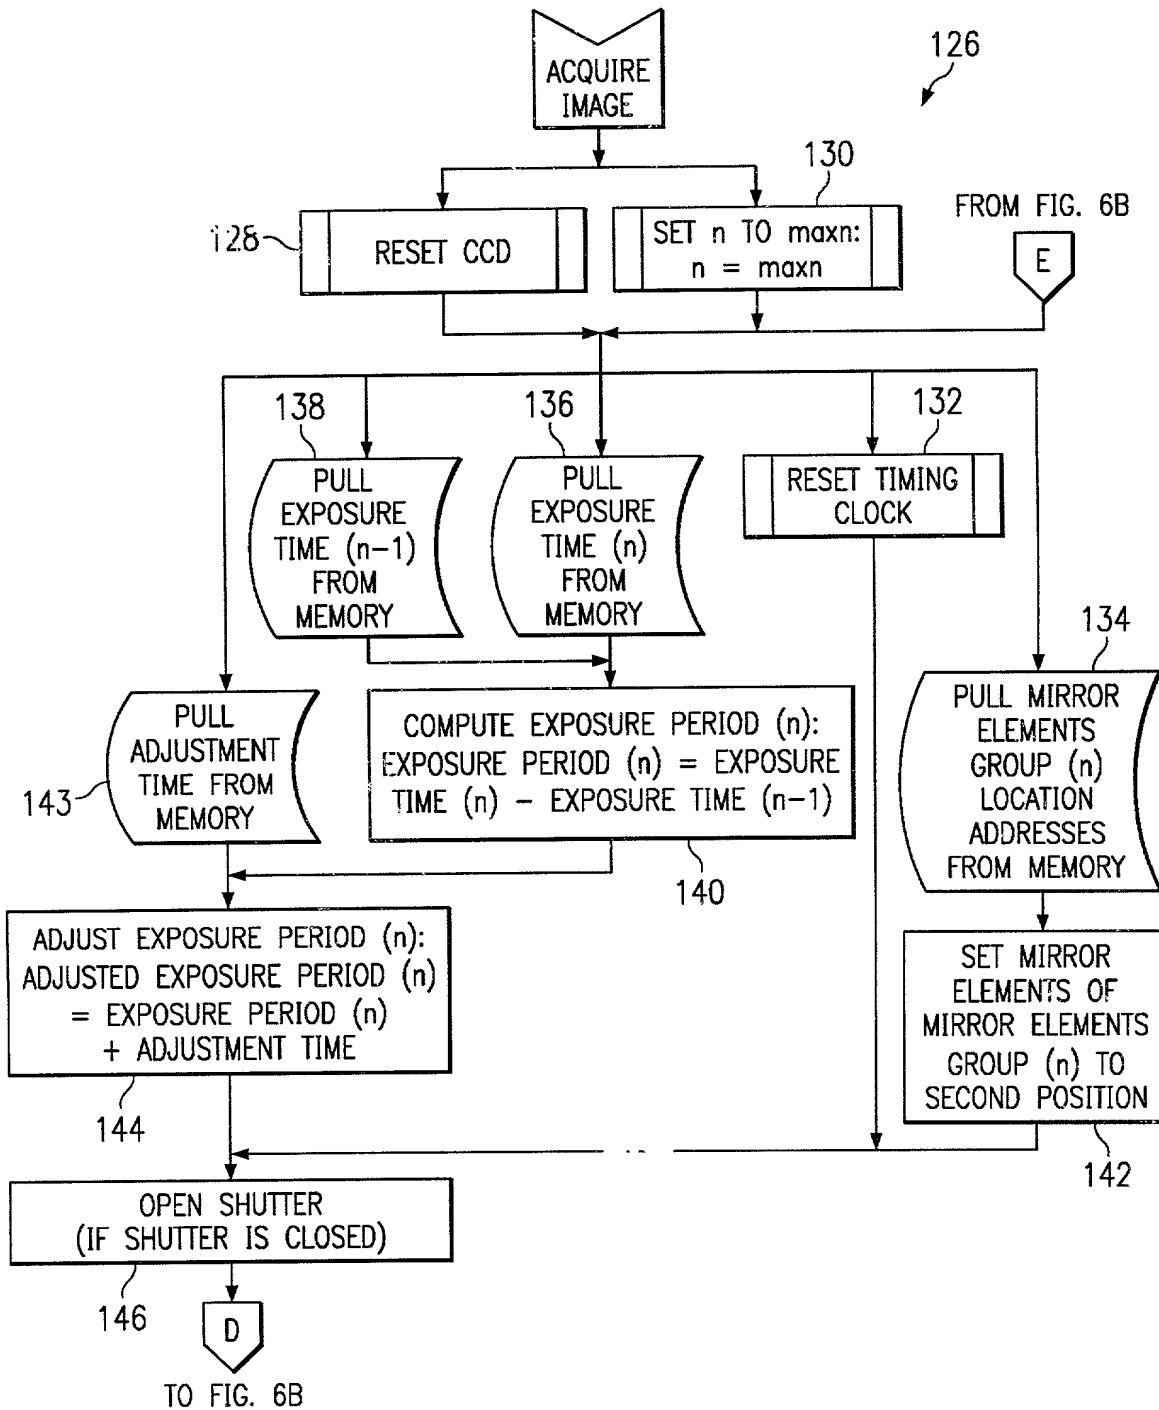 126
ACQUIRE
IMAGE
128
RESET CCD
130
SET n TO maxn:
n = maxn
FROM FIG. 6B
E
138
PULL
EXPOSURE
TIME (n-1)
FROM
MEMORY
136
PULL
EXPOSURE
TIME (n)
FROM
MEMORY
132
RESET TIMING
CLOCK
134
PULL MIRROR
ELEMENTS
GROUP (n)
LOCATION
ADDRESSES
FROM MEMORY
143
PULL
ADJUSTMENT
TIME FROM
MEMORY
COMPUTE EXPOSURE PERIOD (n):
EXPOSURE PERIOD (n) = EXPOSURE
TIME (n) - EXPOSURE TIME (n-1)
140
ADJUST EXPOSURE PERIOD (n):
ADJUSTED EXPOSURE PERIOD (n)
= EXPOSURE PERIOD (n)
+ ADJUSTMENT TIME
144
SET MIRROR
ELEMENTS OF
MIRROR ELEMENTS
GROUP (n) TO
SECOND POSITION
142
OPEN SHUTTER
(IF SHUTTER IS CLOSED)
146
D
TO FIG. 6B